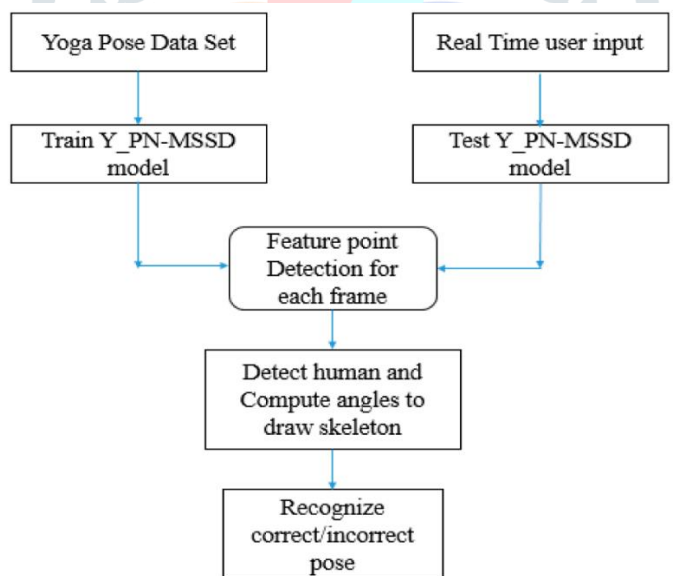 Yoga Pose Data Set
Real Time user input
Train Y_PN-MSSD
model
Test Y_PN-MSSD
model
Feature point
Detection for
each frame
Detect human and
Compute angles to
draw skeleton
Recognize
correct/incorrect
pose